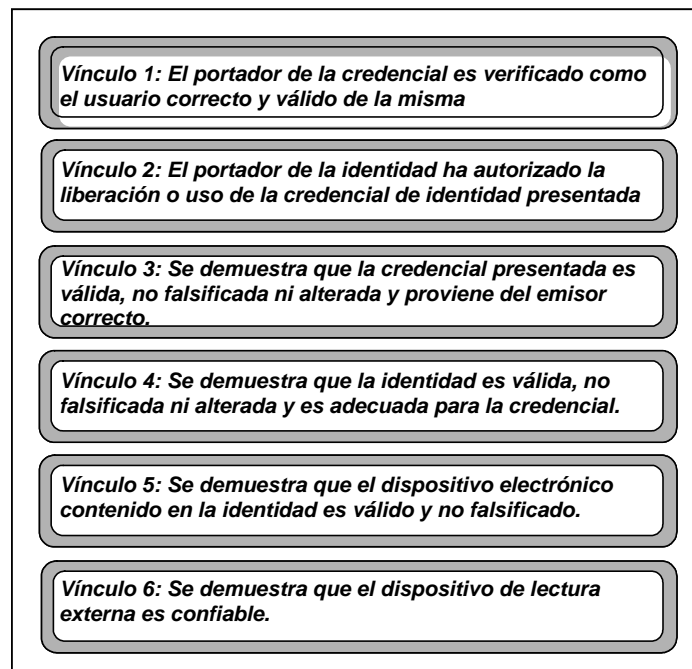 Vínculo 1: El portador de la credencial es verificado como
el usuario correcto y válido de la misma
Vínculo 2: El portador de la identidad ha autorizado la
liberación o uso de la credencial de identidad presentada
Vínculo 3: Se demuestra que la credencial presentada es
válida, no falsificada ni alterada y proviene del emisor
correcto.
Vínculo 4: Se demuestra que la identidad es válida, no
falsificada ni alterada y es adecuada para la credencial.
Vínculo 5: Se demuestra que el dispositivo electrónico
contenido en la identidad es válido y no falsificado.
Vínculo 6: Se demuestra que el dispositivo de lectura
externa es confiable.